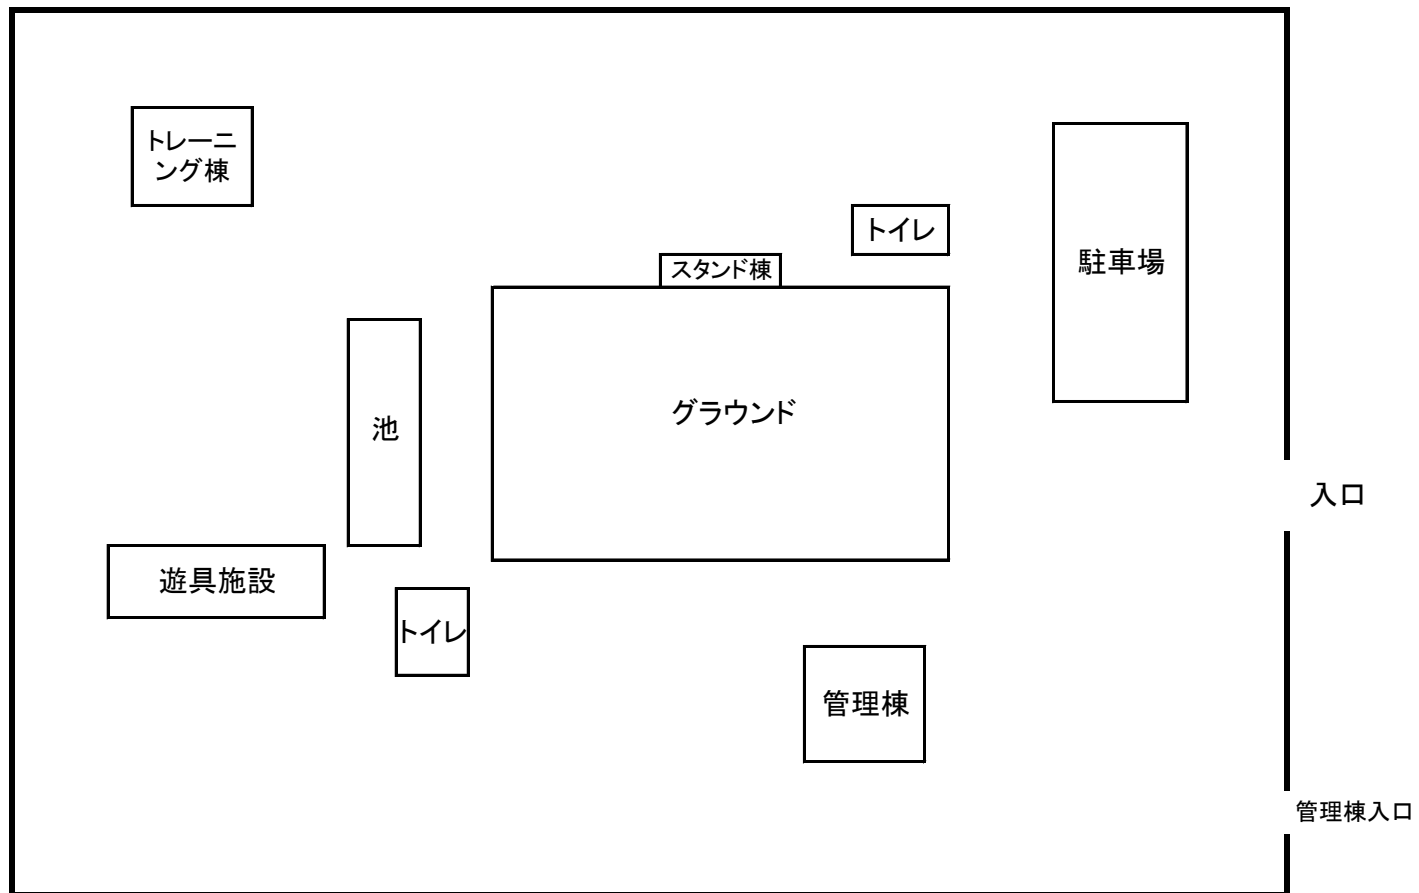 トレーニ
ング棟
トイレ
スタンド棟
駐車場
グラウンド
池
入口
遊具施設
トイレ
管理棟
管理棟入口